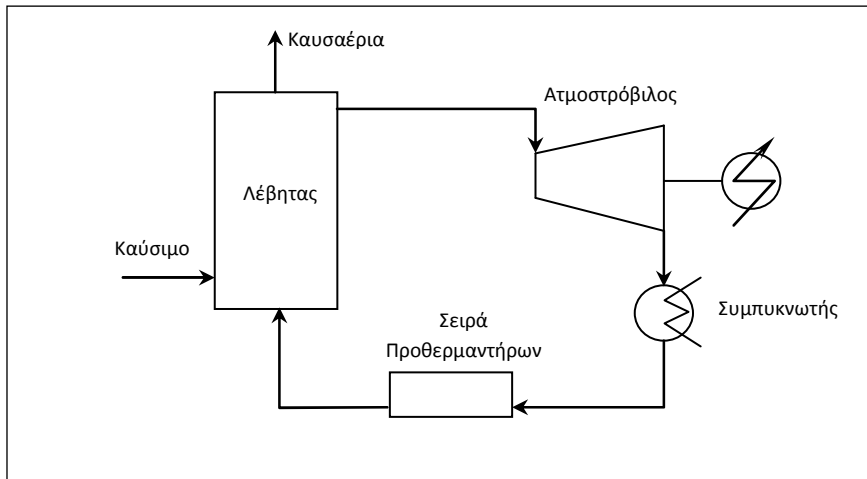 Καυσαέρια
Ατμοστρόβιλος
Λέβητας
Καύσιμο
Συμπυκνωτής
Σειρά
Προθερμαντήρων